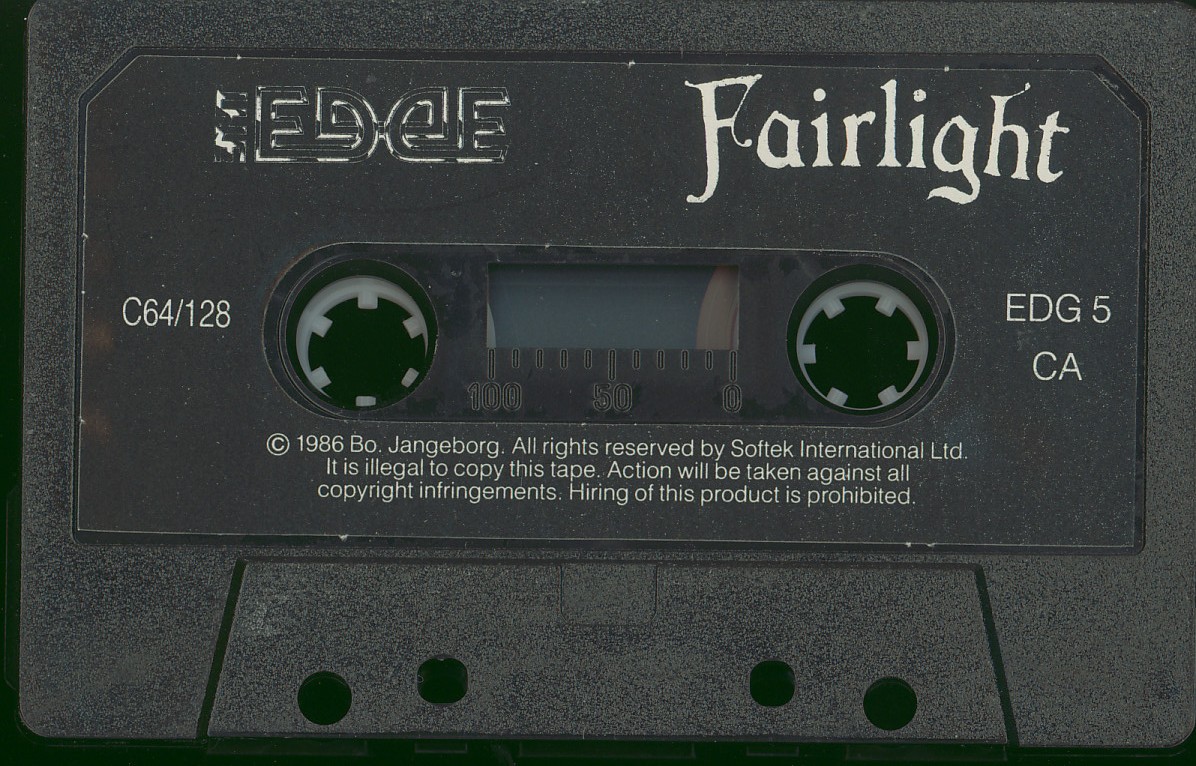 THE EDGE
Fairlight
C64/128
EDG 5
CA
100 50 0
© 1986 Bo. Jangeborg. All rights reserved by Softek International Ltd.
It is illegal to copy this tape. Action will be taken against all
copyright infringements. Hiring of this product is prohibited.